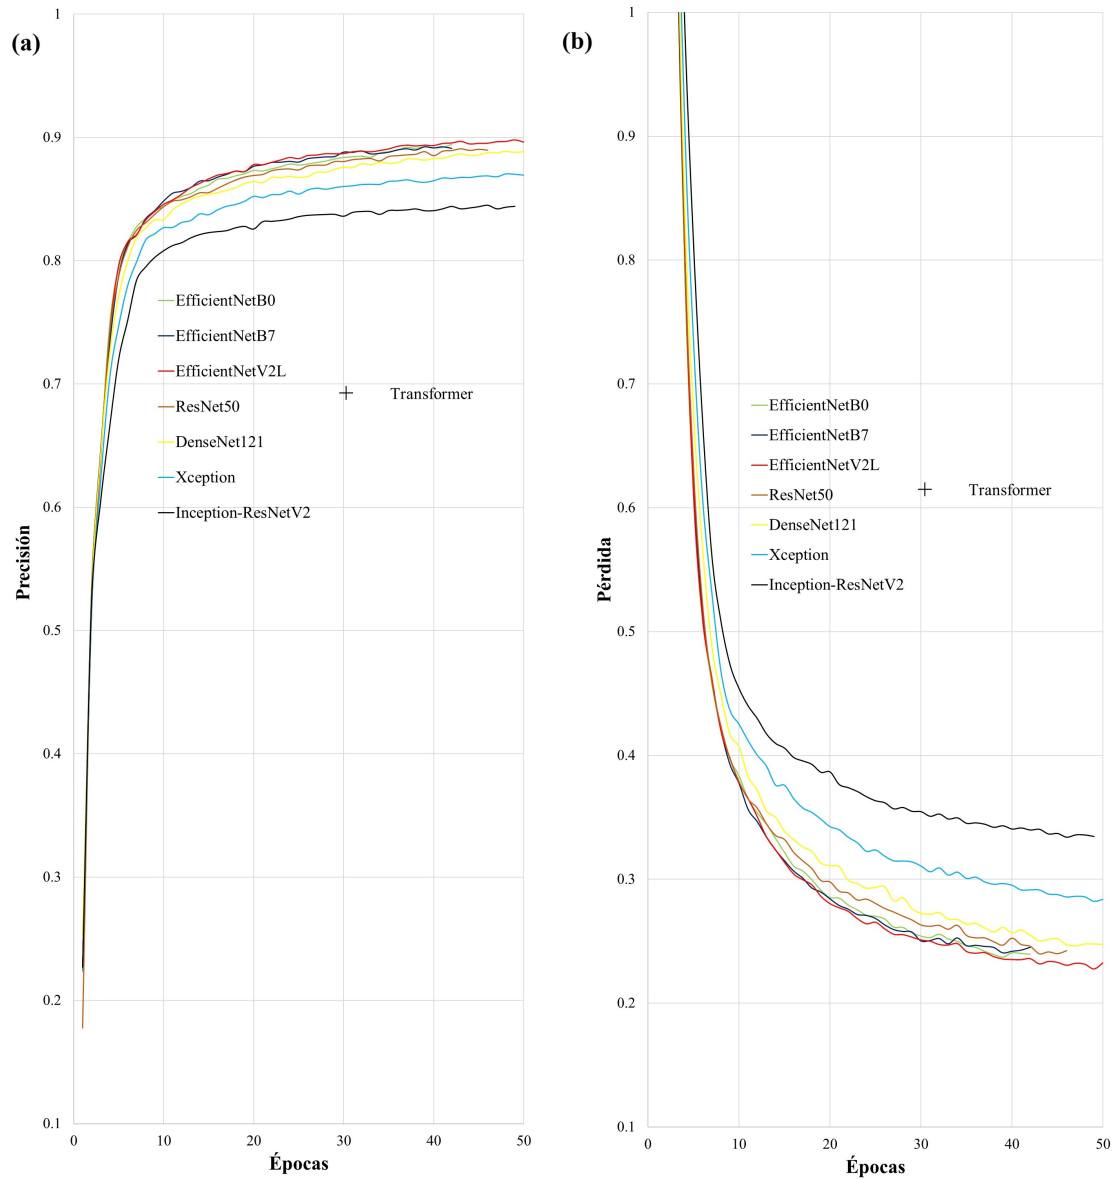 (a)
1
0.9
0.8
0.7
0.6
0.5
0.4
0.3
0.2
0.1
Precisión
EfficientNetB0
EfficientNetB7
EfficientNetV2L
ResNet50
DenseNet121
Xception
Inception-ResNetV2
+ Transformer
0 10 20 30 40 50
Épocas
(b)
1
0.9
0.8
0.7
0.6
0.5
0.4
0.3
0.2
0.1
Pérdida
EfficientNetB0
EfficientNetB7
EfficientNetV2L
ResNet50
DenseNet121
Xception
Inception-ResNetV2
+ Transformer
0 10 20 30 40 50
Épocas